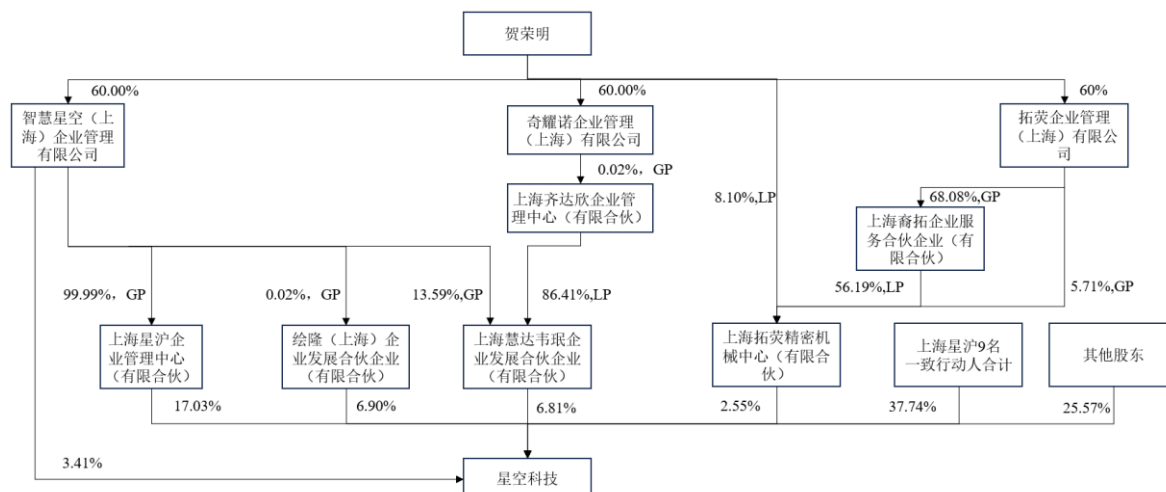 贺荣明
60.00%
60.00%
60%
智慧星空（上
海）企业管理
有限公司
奇耀诺企业管理
（上海）有限公司
拓荧企业管理
（上海）有限公
司
0.02%，GP
8.10%,LP
68.08%,GP
上海齐达欣企业管
理中心（有限合伙）
上海裔拓企业服
务合伙企业（有
限合伙）
99.99%，GP
0.02%，GP
13.59%,GP
86.41%,LP
56.19%,LP
5.71%,GP
上海星沪企
业管理中心
（有限合伙）
绘隆（上海）企
业发展合伙企业
（有限合伙）
上海慧达韦珉企
业发展合伙企业
（有限合伙）
上海拓荧精密机
械中心（有限合
伙）
上海星沪9名
一致行动人合计
其他股东
17.03%
6.90%
6.81%
2.55%
37.74%
25.57%
3.41%
星空科技